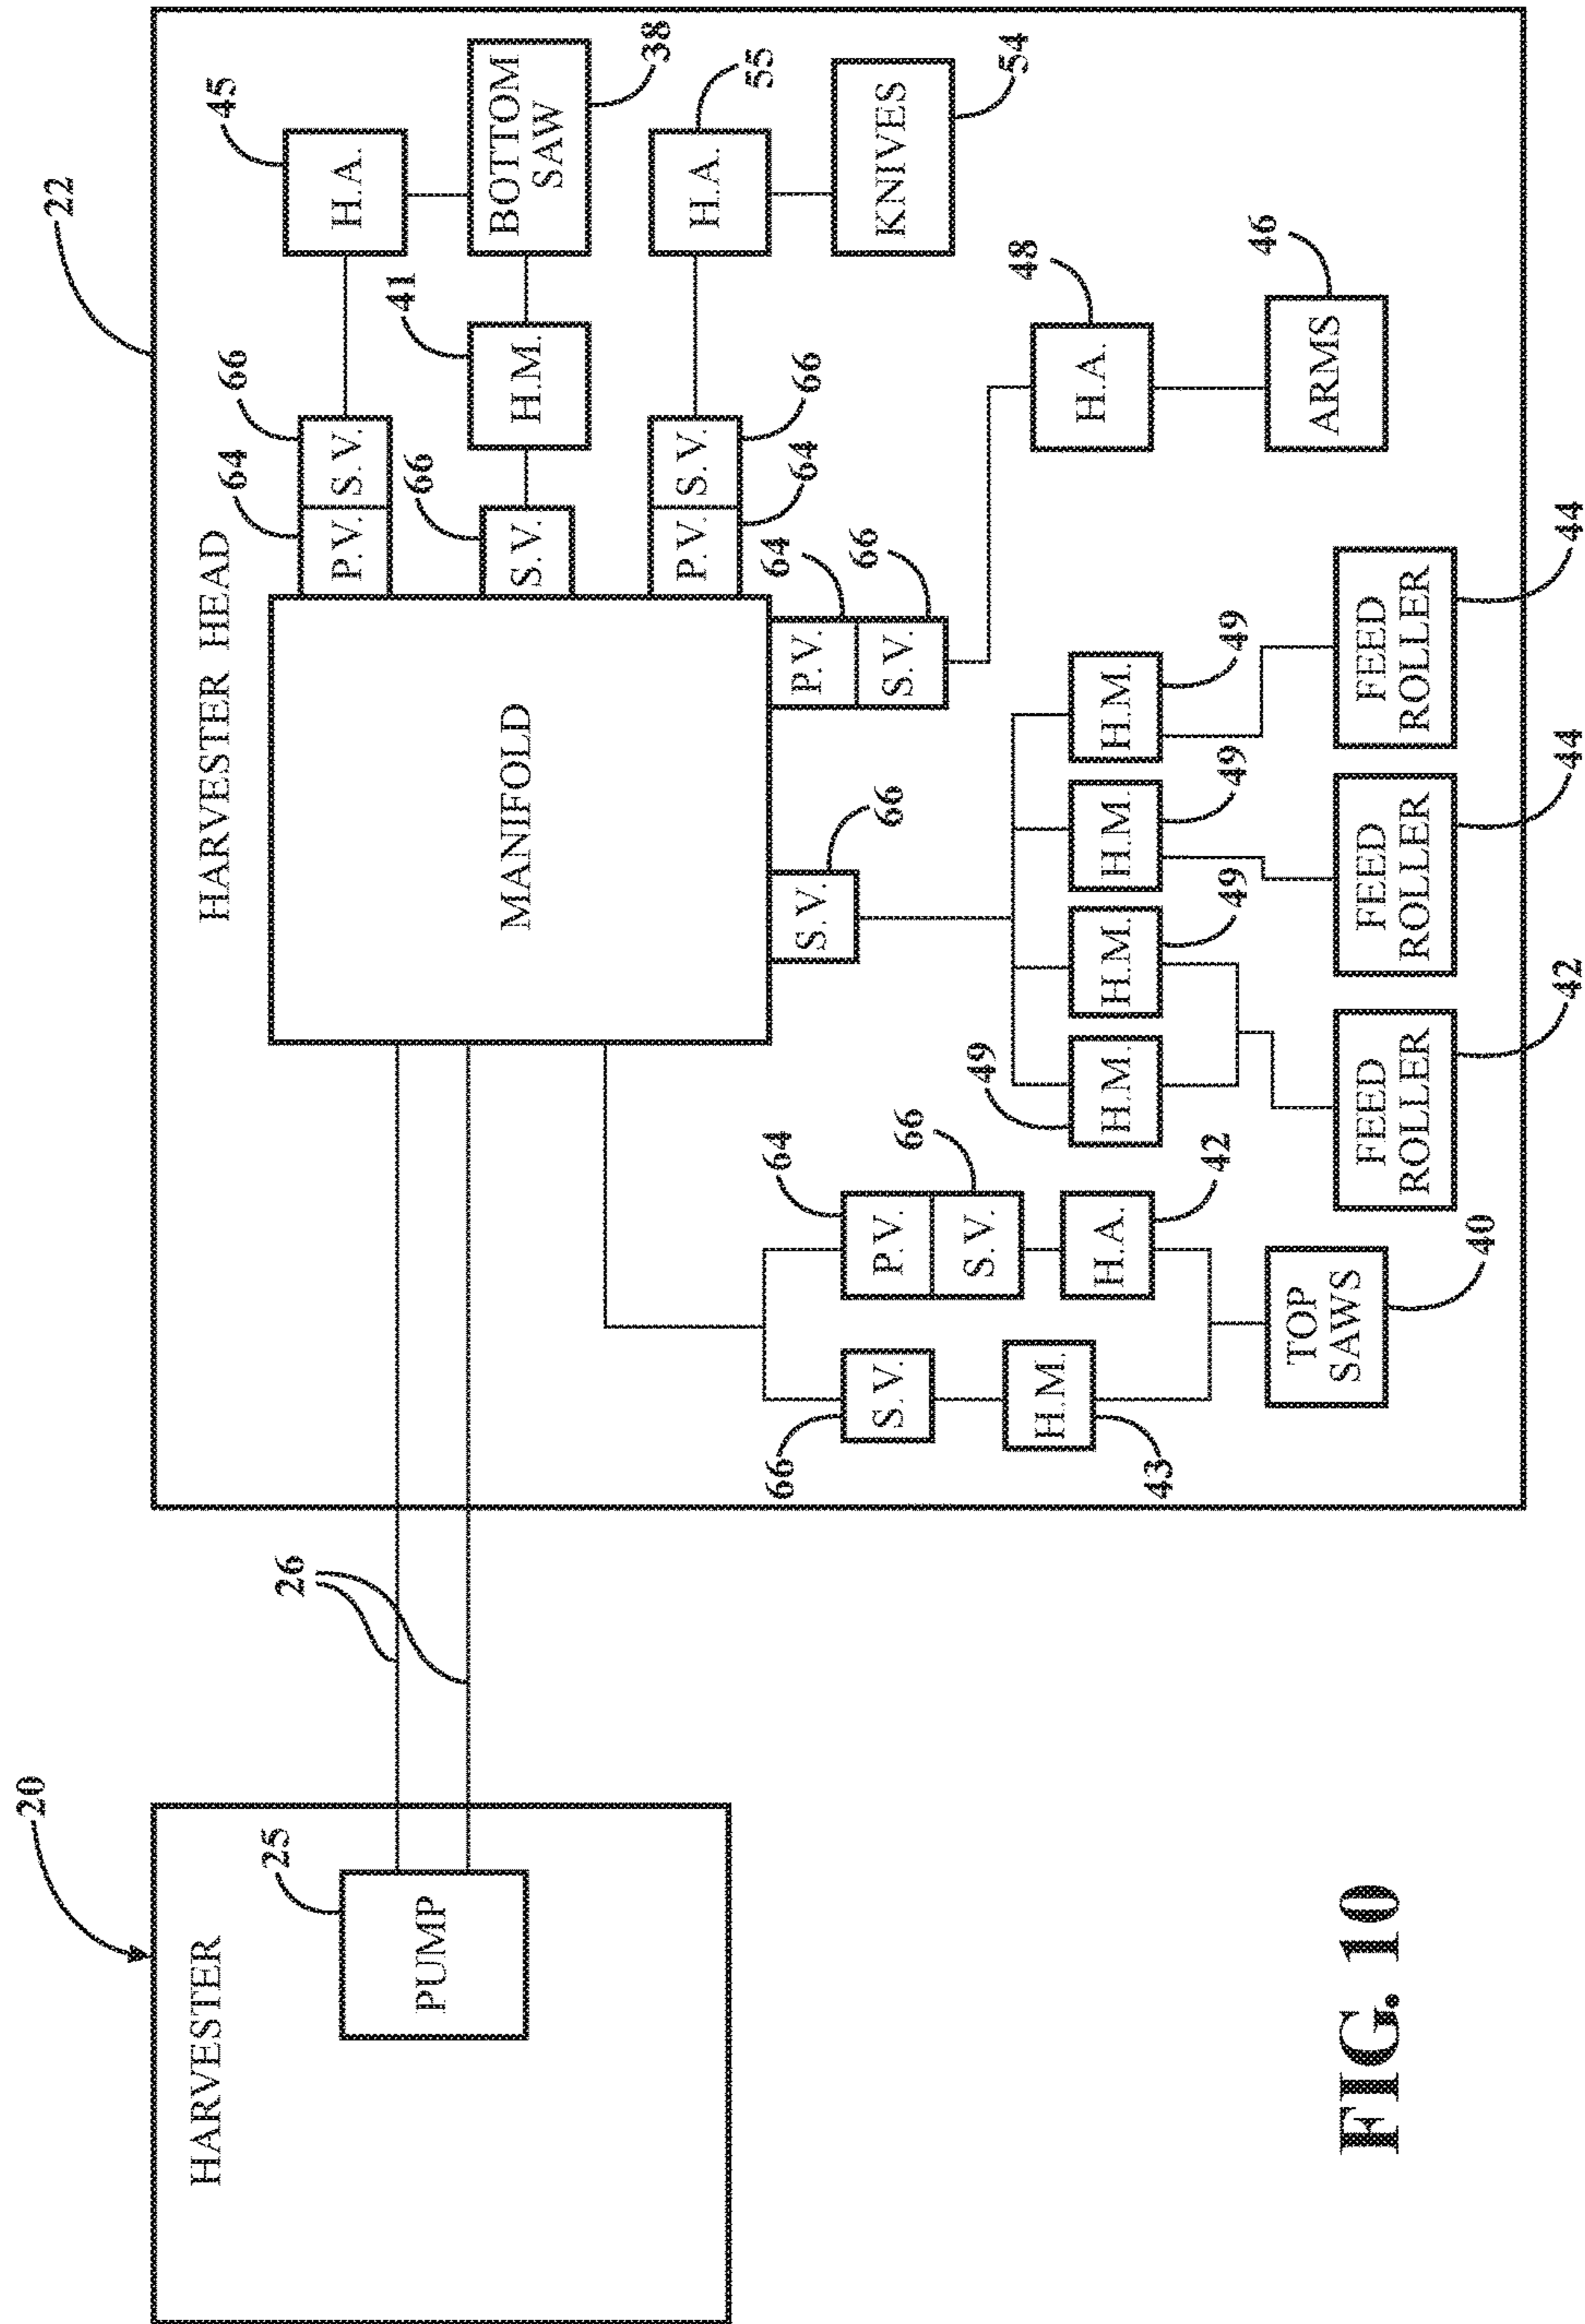 20
HARVESTER
25
PUMP
26
22
HARVESTER HEAD
MANIFOLD
64
66
P.V.
S.V.
45
H.A.
66
S.V.
41
H.M.
BOTTOM
SAW
38
P.V.
S.V.
64
66
H.A.
55
KNIVES
54
P.V.
64
S.V.
66
48
H.A.
46
ARMS
S.V.
66
49
H.M.
H.M.
49
H.M.
49
H.M.
49
FEED
ROLLER
42
FEED
ROLLER
44
FEED
ROLLER
44
66
S.V.
H.M.
43
64
P.V.
66
S.V.
H.A.
42
TOP
SAWS
40
FIG. 10